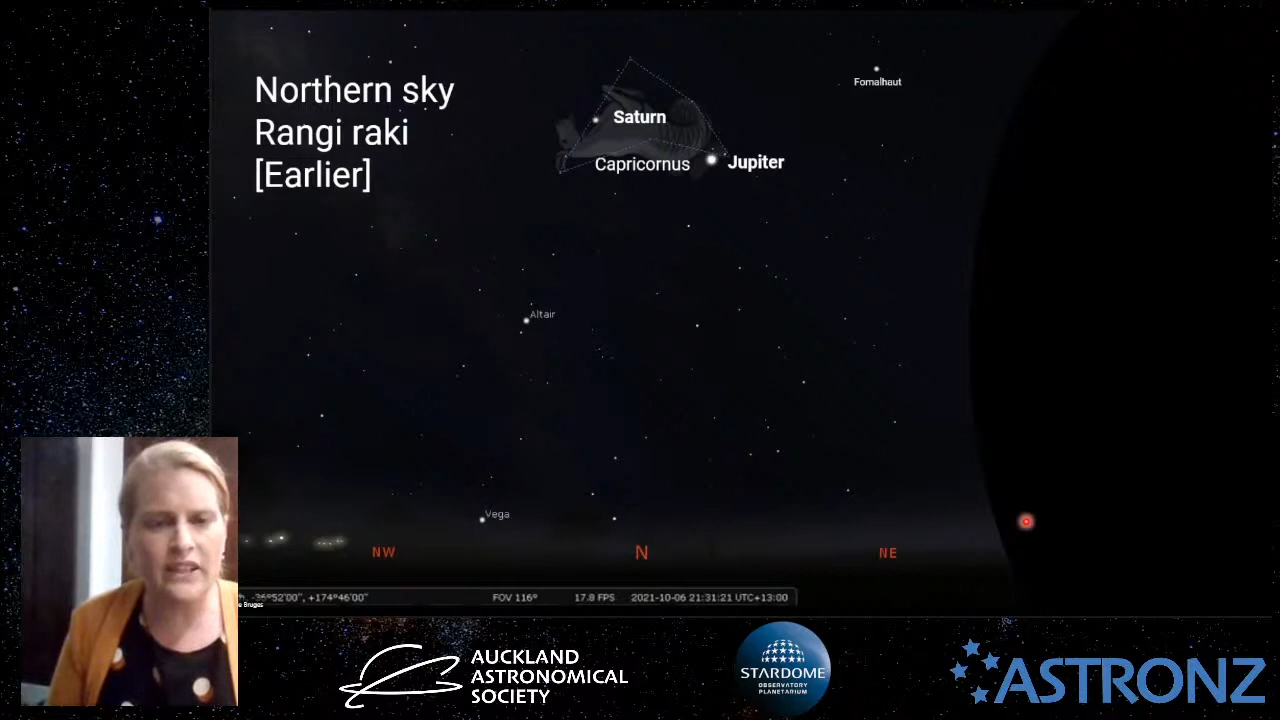 Northern sky
Rangi raki
[Earlier]
Saturn
Capricornus
Jupiter
Fomalhaut
Altair
Vega
NW
N
NE
-36°52'00", +174°46'00"
FOV 116°
17.8 FPS
2021-10-06 21:31:21 UTC+13:00
Bruges
AUCKLAND
ASTRONOMICAL
SOCIETY
STARDOME
OBSERVATORY
PLANETARIUM
ASTRONZ